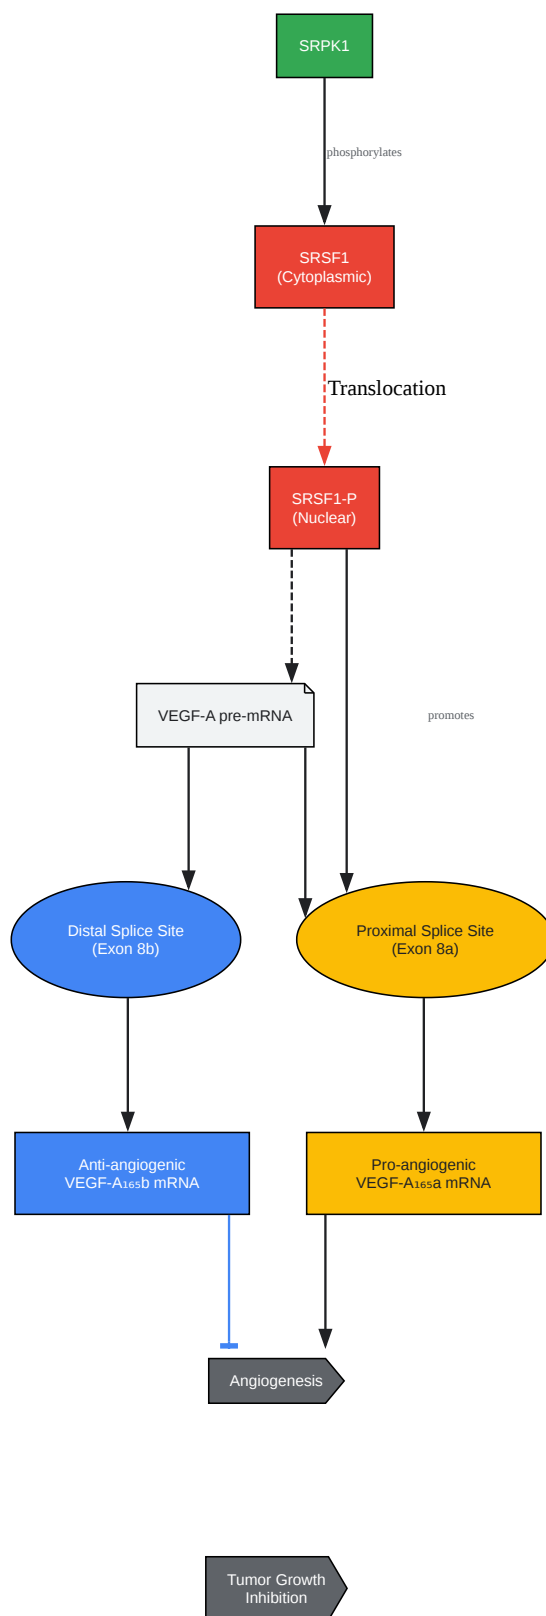 SRPK1
phosphorylates
SRSF1
(Cytoplasmic)
Translocation
SRSF1-P
(Nuclear)
VEGF-A pre-mRNA
promotes
Distal Splice Site
(Exon 8b)
Proximal Splice Site
(Exon 8a)
Anti-angiogenic
VEGF-A₁₆₅b mRNA
Pro-angiogenic
VEGF-A₁₆₅a mRNA
Angiogenesis
Tumor Growth
Inhibition